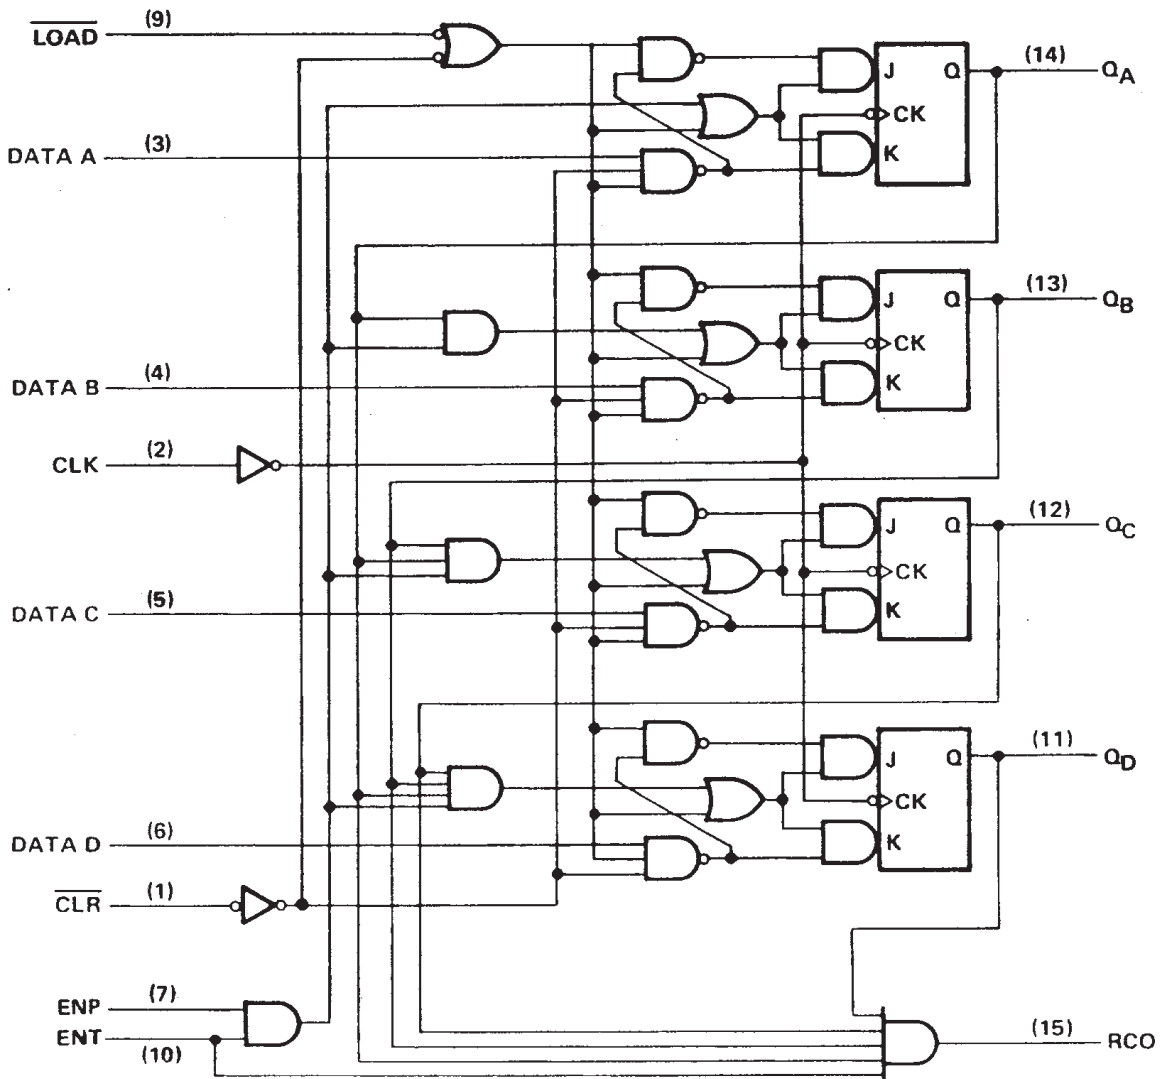 LOAD (9)
(14) QA
J Q
CK
K
DATA A (3)
(13) QB
J Q
CK
K
DATA B (4)
CLK (2)
(12) QC
J Q
CK
K
DATA C (5)
(11) QD
J Q
CK
K
DATA D (6)
CLR (1)
ENP (7)
ENT (10)
(15) RCO